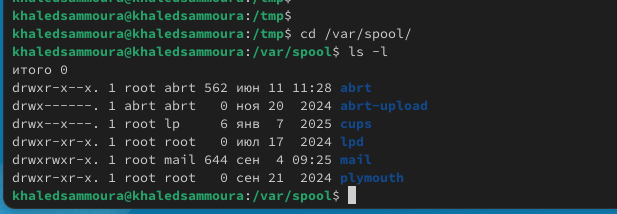 khaledsammoura@khaledsammoura:/tmp$
khaledsammoura@khaledsammoura:/tmp$
khaledsammoura@khaledsammoura:/tmp$ cd /var/spool/
khaledsammoura@khaledsammoura:/var/spool$ ls -l
итого 0
drwxr-x--x. 1 root abrt 562 июн 11 11:28 abrt
drwx------. 1 abrt abrt   0 ноя 20  2024 abrt-upload
drwx--x---. 1 root lp     6 янв  7  2025 cups
drwxr-xr-x. 1 root root   0 июл 17  2024 lpd
drwxrwxr-x. 1 root mail 644 сен  4 09:25 mail
drwxr-xr-x. 1 root root   0 сен 21  2024 plymouth
khaledsammoura@khaledsammoura:/var/spool$